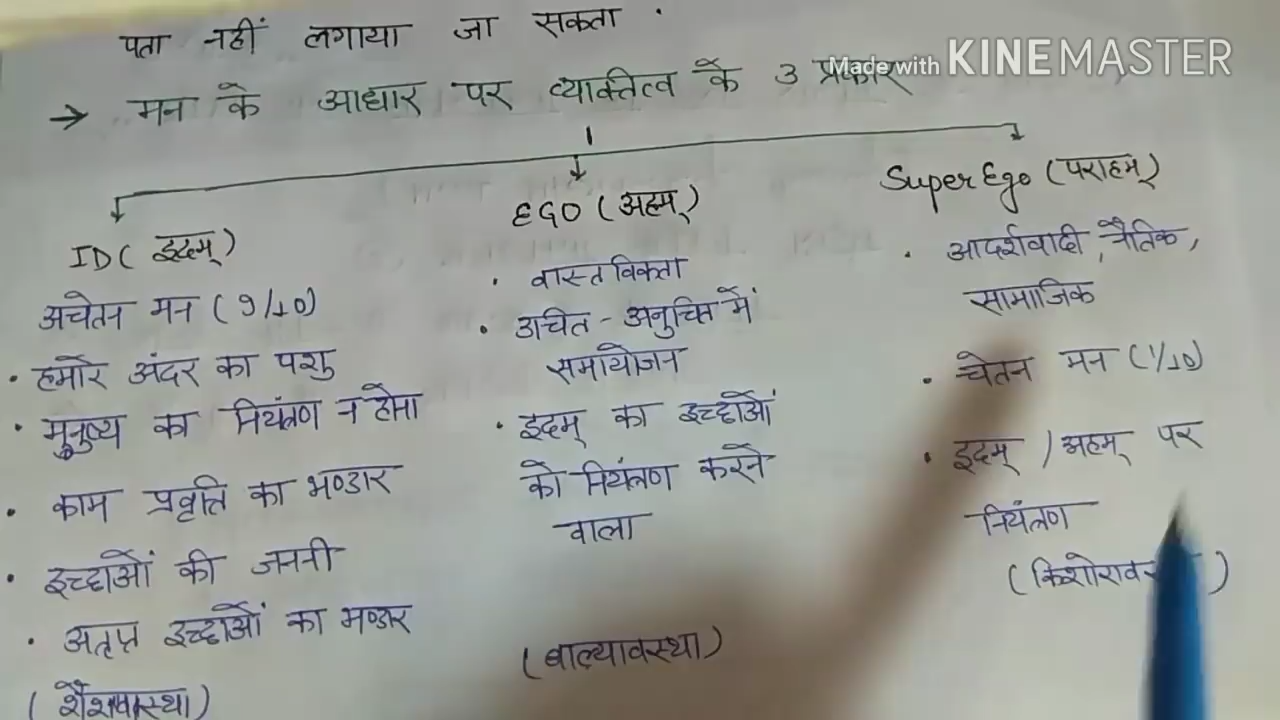 पता नहीं लगाया जा सकता .
Made with KINEMASTER
→ मन के आधार पर व्यक्तित्व के 3 प्रकार
ID ( इदम् )
अचेतन मन (9/10)
• हमारे अंदर का पशु
• मुनुष्य का नियंत्रण न होना
• काम प्रवृत्ति का भण्डार
• इच्छाओं की जननी
• अतृप्त इच्छाओं का भण्डार
( शैशवास्था )
EGO ( अहम् )
• वास्तविकता
• उचित - अनुचित में
समायोजन
• इदम् का इच्छाओं
को नियंत्रण करने
वाला
( बाल्यावस्था )
Super Ego ( पराहम् )
• आदर्शवादी, नैतिक,
सामाजिक
• चेतन मन (1/10)
• इदम् / अहम् पर
नियंत्रण